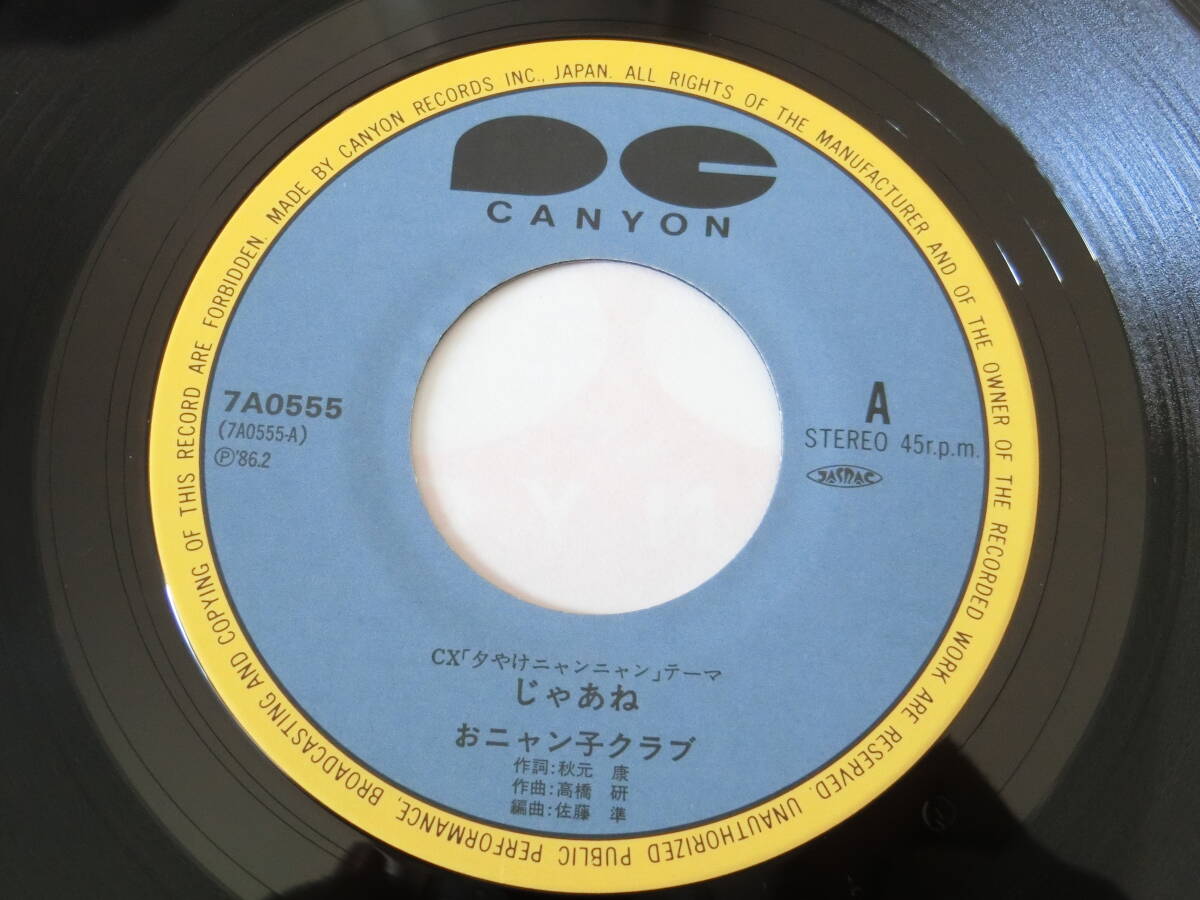 MADE BY CANYON RECORDS INC., JAPAN. ALL RIGHTS OF THE MANUFACTURER AND OF THE OWNER OF THE RECORDED WORK ARE RESERVED. UNAUTHORIZED PUBLIC PERFORMANCE, BROADCASTING AND COPYING OF THIS RECORD ARE FORBIDDEN.
CANYON
7A0555
(7A0555-A)
Ⓟ'86.2
A
STEREO 45r.p.m.
JASRAC
CX「夕やけニャンニャン」テーマ
じゃあね
おニャン子クラブ
作詞:秋元 康
作曲:高橋 研
編曲:佐藤 準